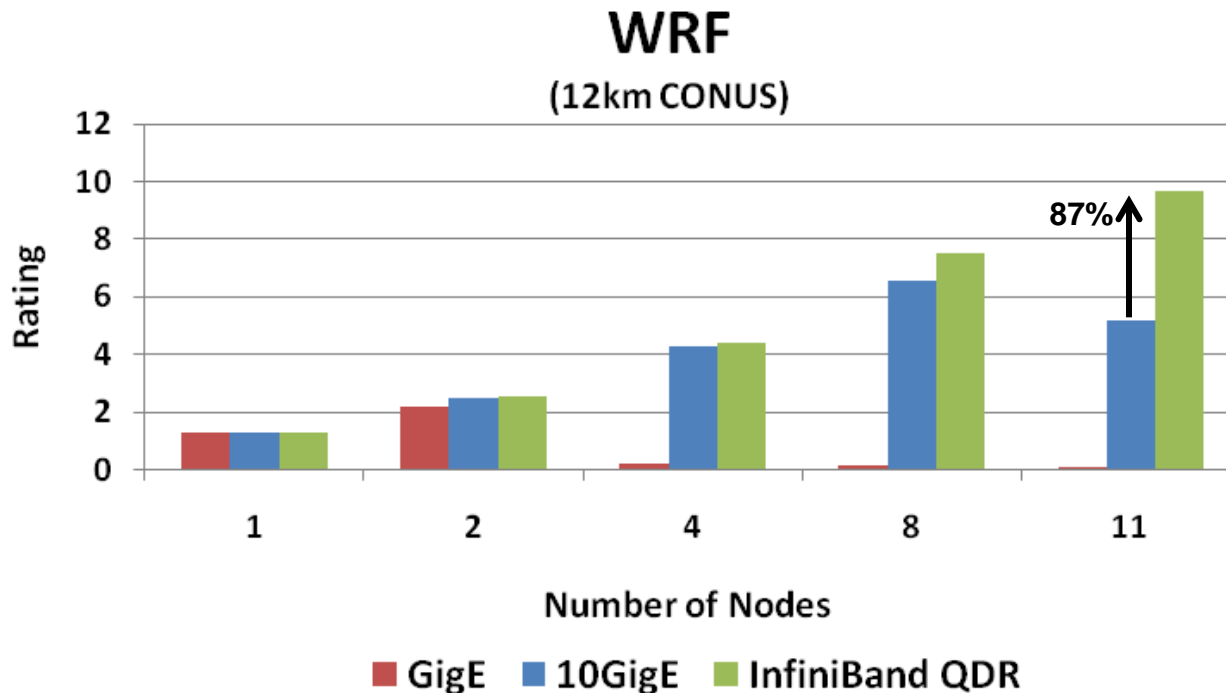 WRF
(12km CONUS)
12
10
8
6
4
2
0
Rating
87%
1 2 4 8 11
Number of Nodes
GigE 10GigE InfiniBand QDR